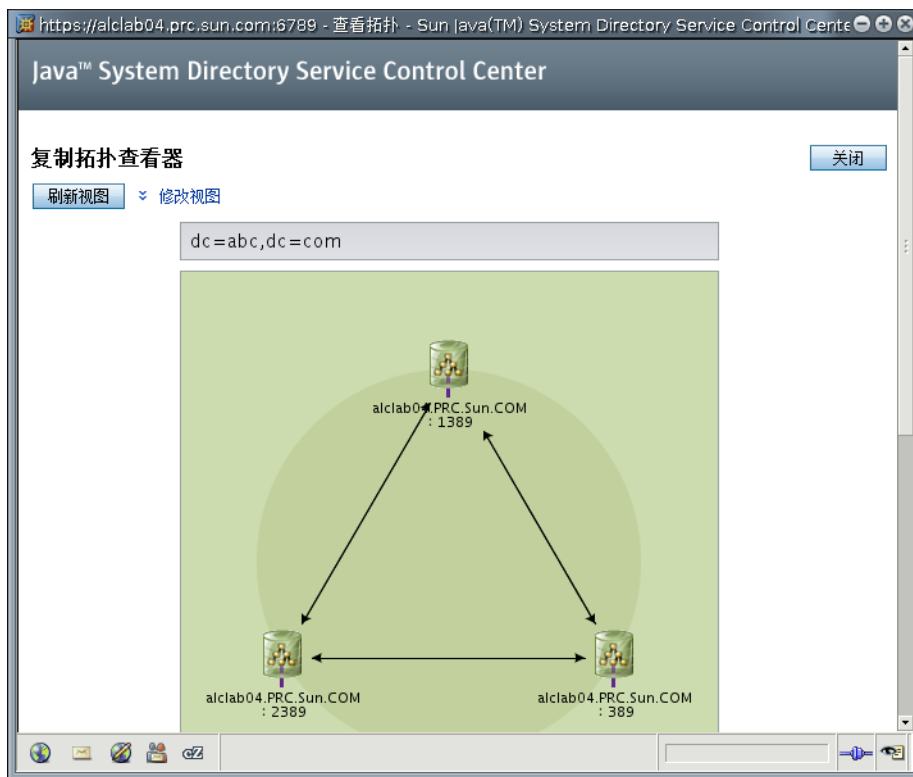 https://alclab04.prc.sun.com:6789 - 查看拓扑 - Sun Java(TM) System Directory Service Control Cente
Java™ System Directory Service Control Center
复制拓扑查看器
关闭
刷新视图
修改视图
dc=abc,dc=com
alclab04.PRC.Sun.COM
: 1389
alclab04.PRC.Sun.COM
: 2389
alclab04.PRC.Sun.COM
: 389